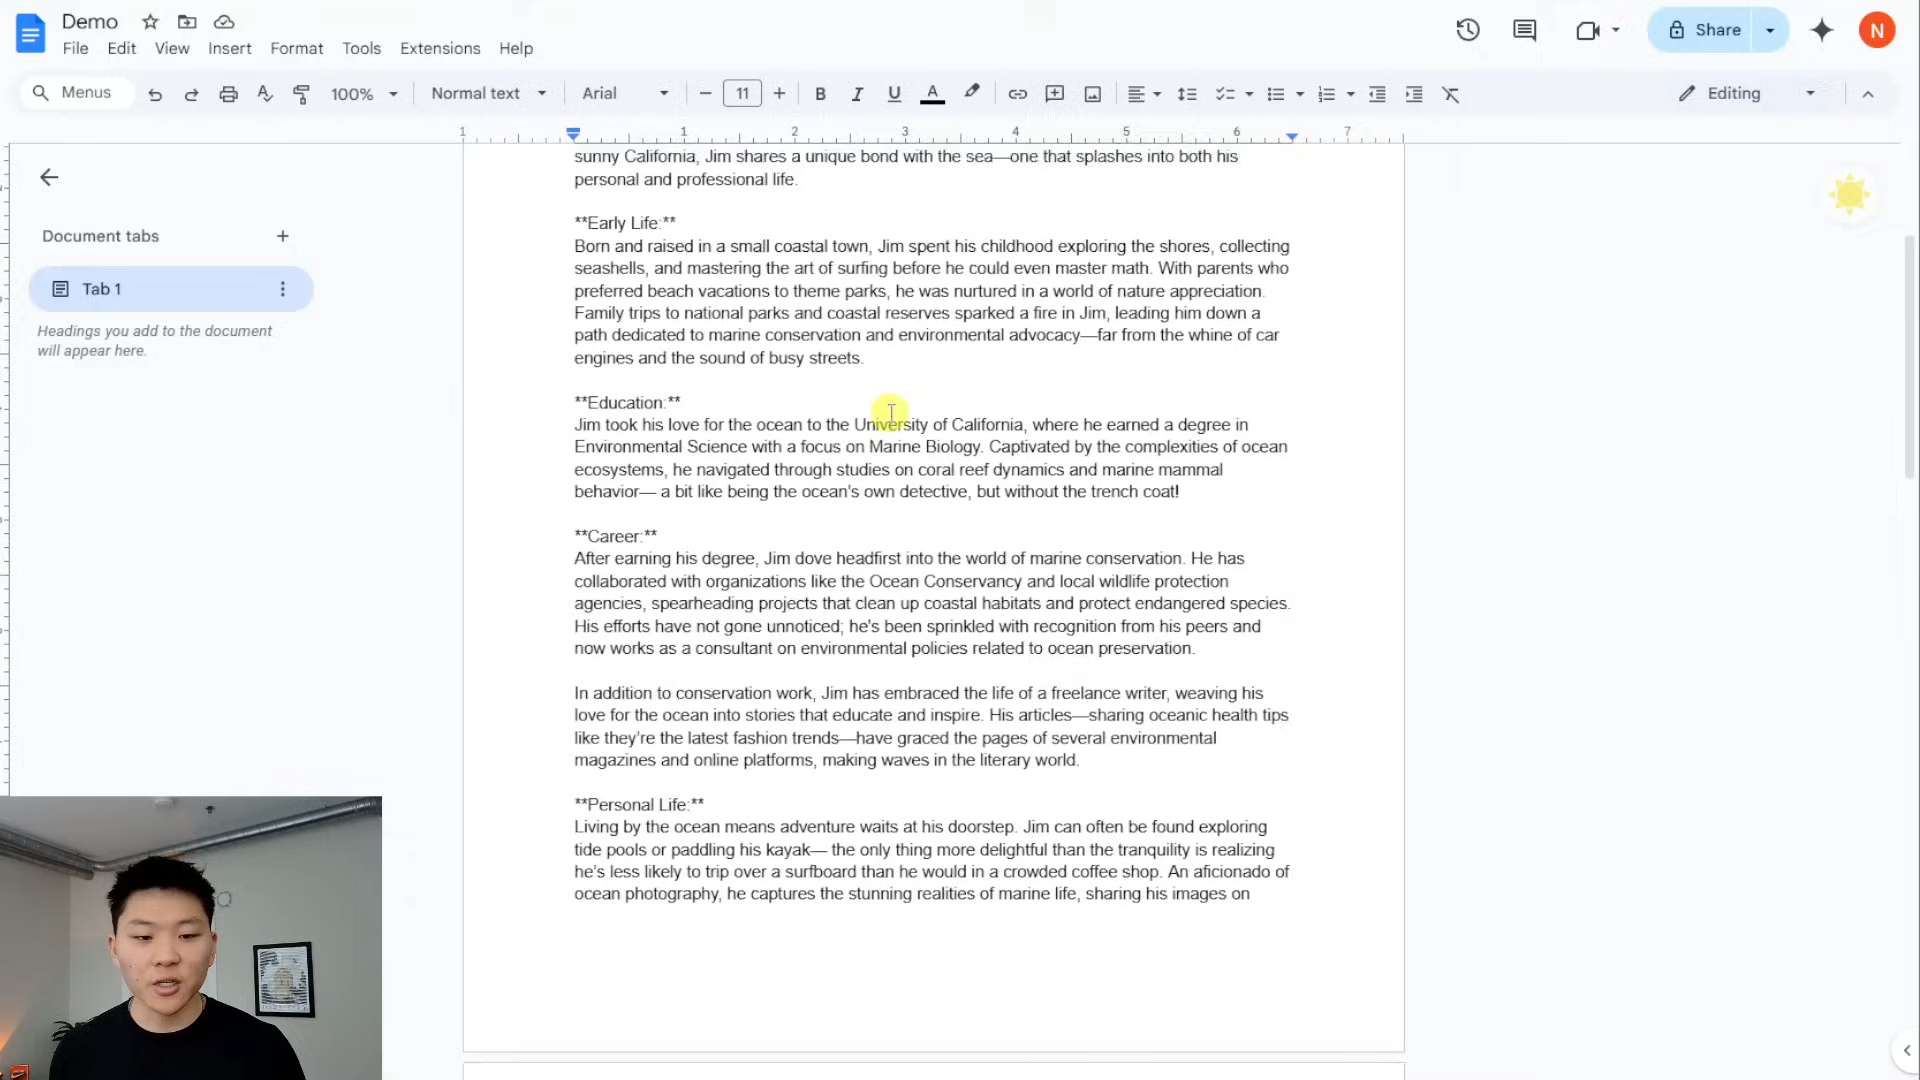 Demo
File Edit View Insert Format Tools Extensions Help
Share
N
Menus
100%
Normal text
Arial
11
Editing
1 1 2 3 4 5 6 7
Document tabs
Tab 1
Headings you add to the document
will appear here.
sunny California, Jim shares a unique bond with the sea—one that splashes into both his
personal and professional life.
**Early Life:**
Born and raised in a small coastal town, Jim spent his childhood exploring the shores, collecting
seashells, and mastering the art of surfing before he could even master math. With parents who
preferred beach vacations to theme parks, he was nurtured in a world of nature appreciation.
Family trips to national parks and coastal reserves sparked a fire in Jim, leading him down a
path dedicated to marine conservation and environmental advocacy—far from the whine of car
engines and the sound of busy streets.
**Education:**
Jim took his love for the ocean to the University of California, where he earned a degree in
Environmental Science with a focus on Marine Biology. Captivated by the complexities of ocean
ecosystems, he navigated through studies on coral reef dynamics and marine mammal
behavior— a bit like being the ocean's own detective, but without the trench coat!
**Career:**
After earning his degree, Jim dove headfirst into the world of marine conservation. He has
collaborated with organizations like the Ocean Conservancy and local wildlife protection
agencies, spearheading projects that clean up coastal habitats and protect endangered species.
His efforts have not gone unnoticed; he's been sprinkled with recognition from his peers and
now works as a consultant on environmental policies related to ocean preservation.
In addition to conservation work, Jim has embraced the life of a freelance writer, weaving his
love for the ocean into stories that educate and inspire. His articles—sharing oceanic health tips
like they're the latest fashion trends—have graced the pages of several environmental
magazines and online platforms, making waves in the literary world.
**Personal Life:**
Living by the ocean means adventure waits at his doorstep. Jim can often be found exploring
tide pools or paddling his kayak— the only thing more delightful than the tranquility is realizing
he's less likely to trip over a surfboard than he would in a crowded coffee shop. An aficionado of
ocean photography, he captures the stunning realities of marine life, sharing his images on